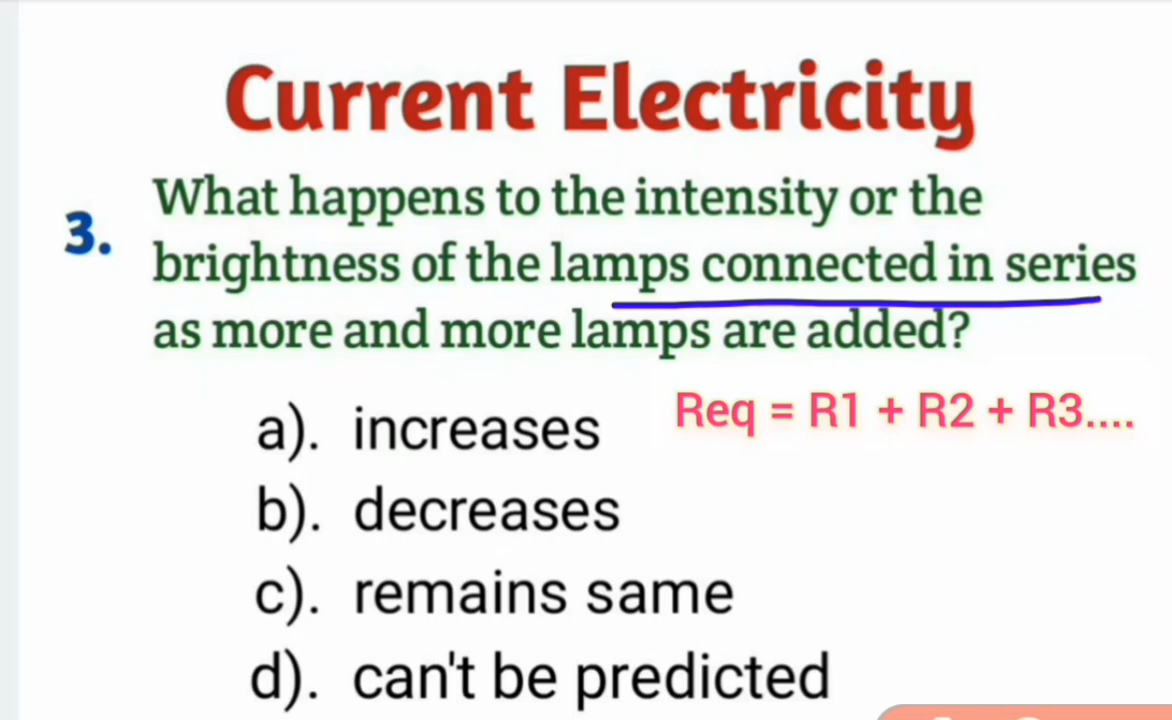 Current Electricity
3. What happens to the intensity or the
brightness of the lamps connected in series
as more and more lamps are added?
Req = R1 + R2 + R3....
a). increases
b). decreases
c). remains same
d). can't be predicted